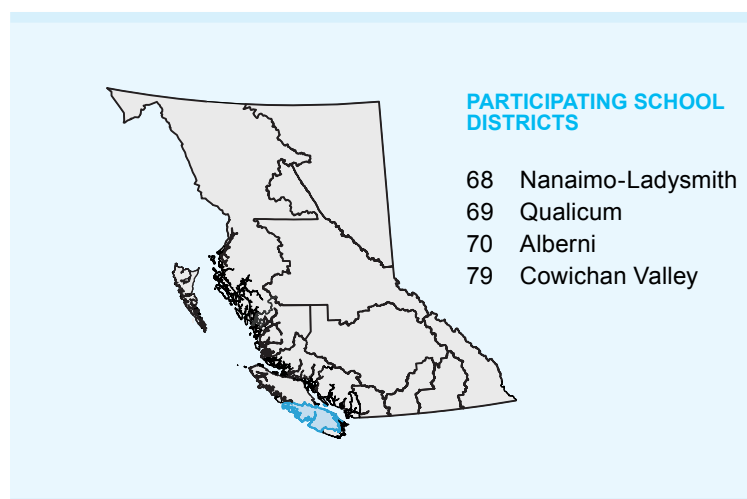 PARTICIPATING SCHOOL
DISTRICTS
68 Nanaimo-Ladysmith
69 Qualicum
70 Alberni
79 Cowichan Valley